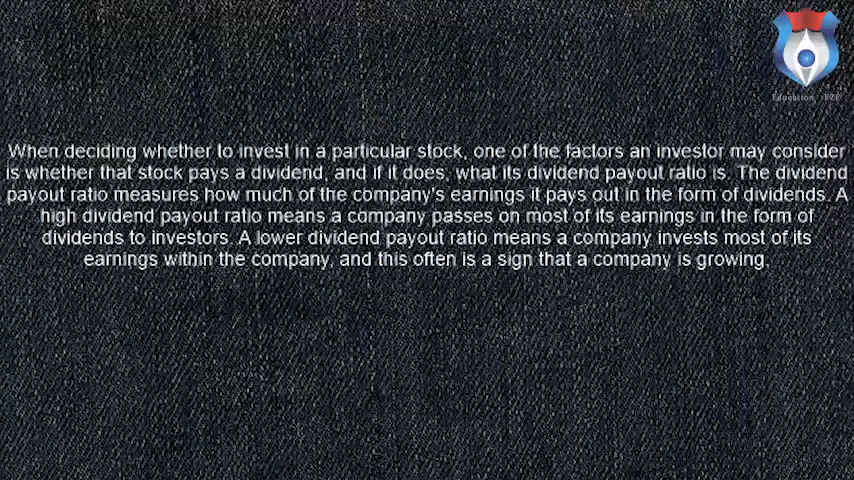 Education EZE
When deciding whether to invest in a particular stock, one of the factors an investor may consider
is whether that stock pays a dividend, and if it does, what its dividend payout ratio is. The dividend
payout ratio measures how much of the company's earnings it pays out in the form of dividends. A
high dividend payout ratio means a company passes on most of its earnings in the form of
dividends to investors. A lower dividend payout ratio means a company invests most of its
earnings within the company, and this often is a sign that a company is growing.